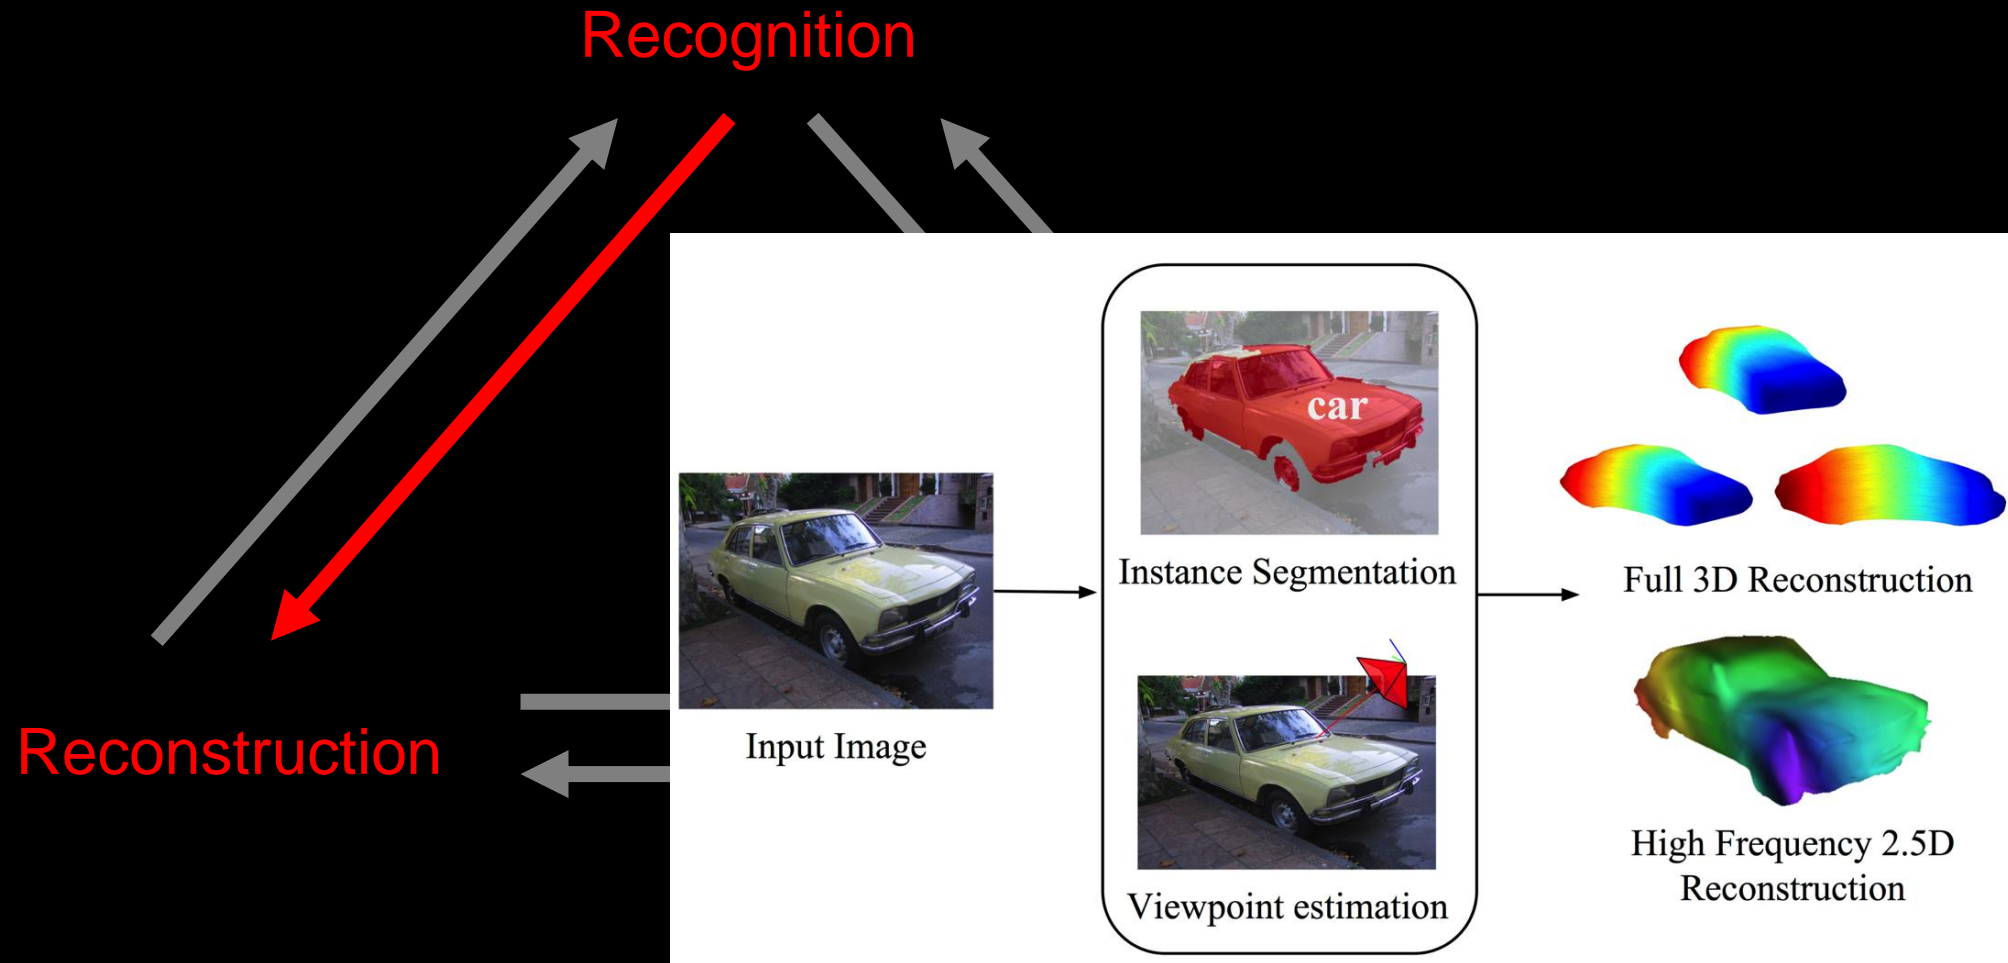 Recognition
Reconstruction
Input Image
car
Instance Segmentation
Viewpoint estimation
Full 3D Reconstruction
High Frequency 2.5D
Reconstruction